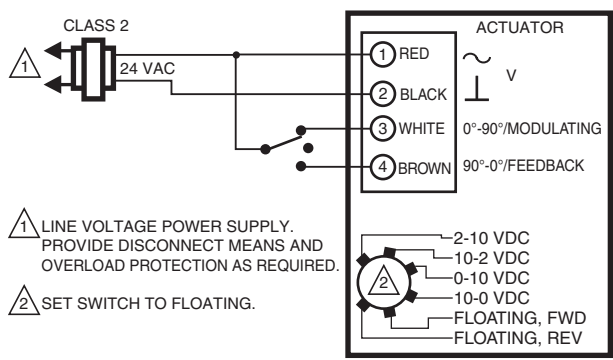 CLASS 2
24 VAC
1
ACTUATOR
1 RED
V
2 BLACK
3 WHITE 0°-90°/MODULATING
4 BROWN 90°-0°/FEEDBACK
1 LINE VOLTAGE POWER SUPPLY.
PROVIDE DISCONNECT MEANS AND
OVERLOAD PROTECTION AS REQUIRED.
2 SET SWITCH TO FLOATING.
2
2-10 VDC
10-2 VDC
0-10 VDC
10-0 VDC
FLOATING, FWD
FLOATING, REV